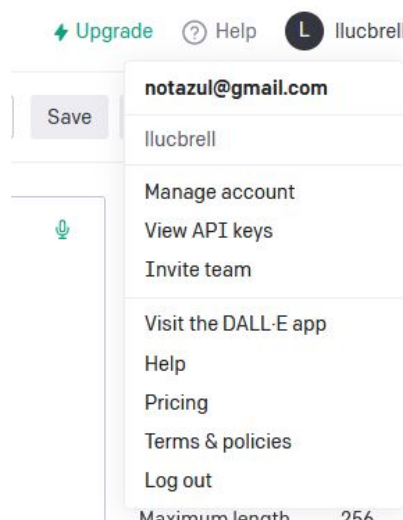 Upgrade Help L llucbrell
notazul@gmail.com
Save
llucbrell
Manage account
View API keys
Invite team
Visit the DALL·E app
Help
Pricing
Terms & policies
Log out
Maximum length 256